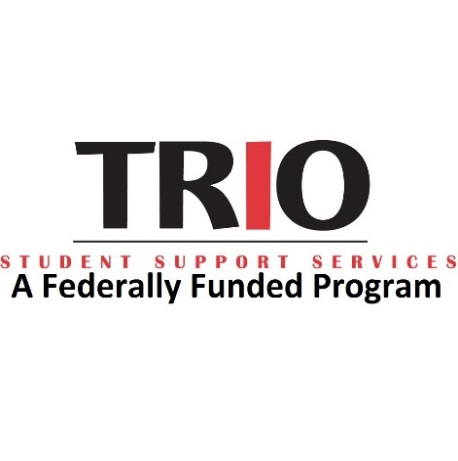 TRIO
STUDENT SUPPORT SERVICES
A Federally Funded Program